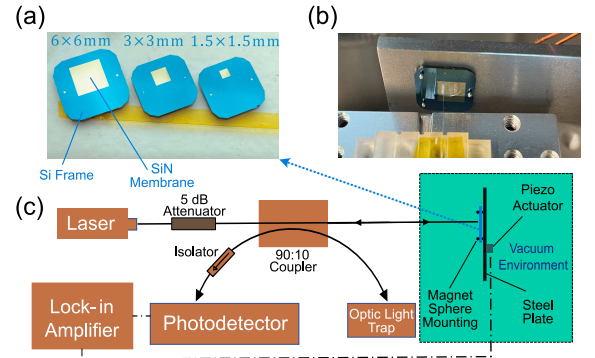 (a)
(b)
6×6mm
3×3mm
1.5×1.5mm
Si Frame
SiN
Membrane
(c)
Laser
5 dB
Attenuator
Isolator
90:10
Coupler
Lock-in
Amplifier
Photodetector
Optic Light
Trap
Piezo
Actuator
Vacuum
Environment
Magnet
Sphere
Mounting
Steel
Plate